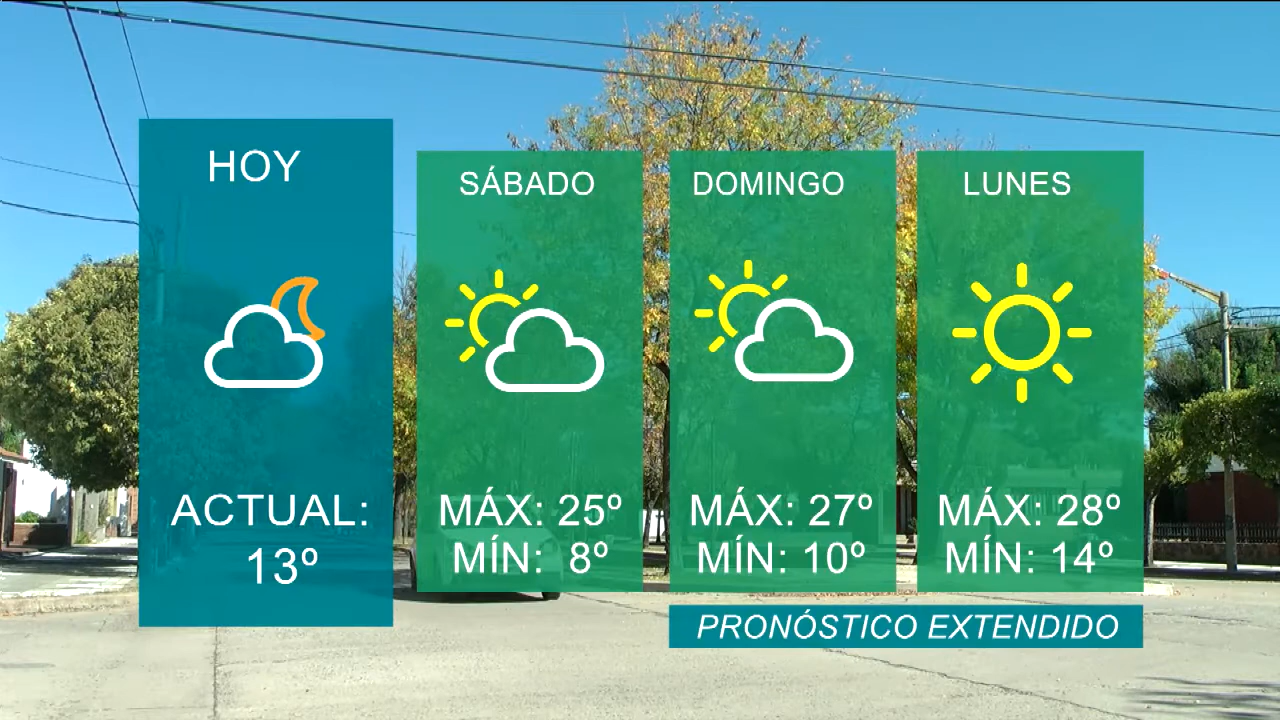 HOY
ACTUAL:
13º
SÁBADO
MÁX: 25º
MÍN: 8º
DOMINGO
MÁX: 27º
MÍN: 10º
LUNES
MÁX: 28º
MÍN: 14º
PRONÓSTICO EXTENDIDO